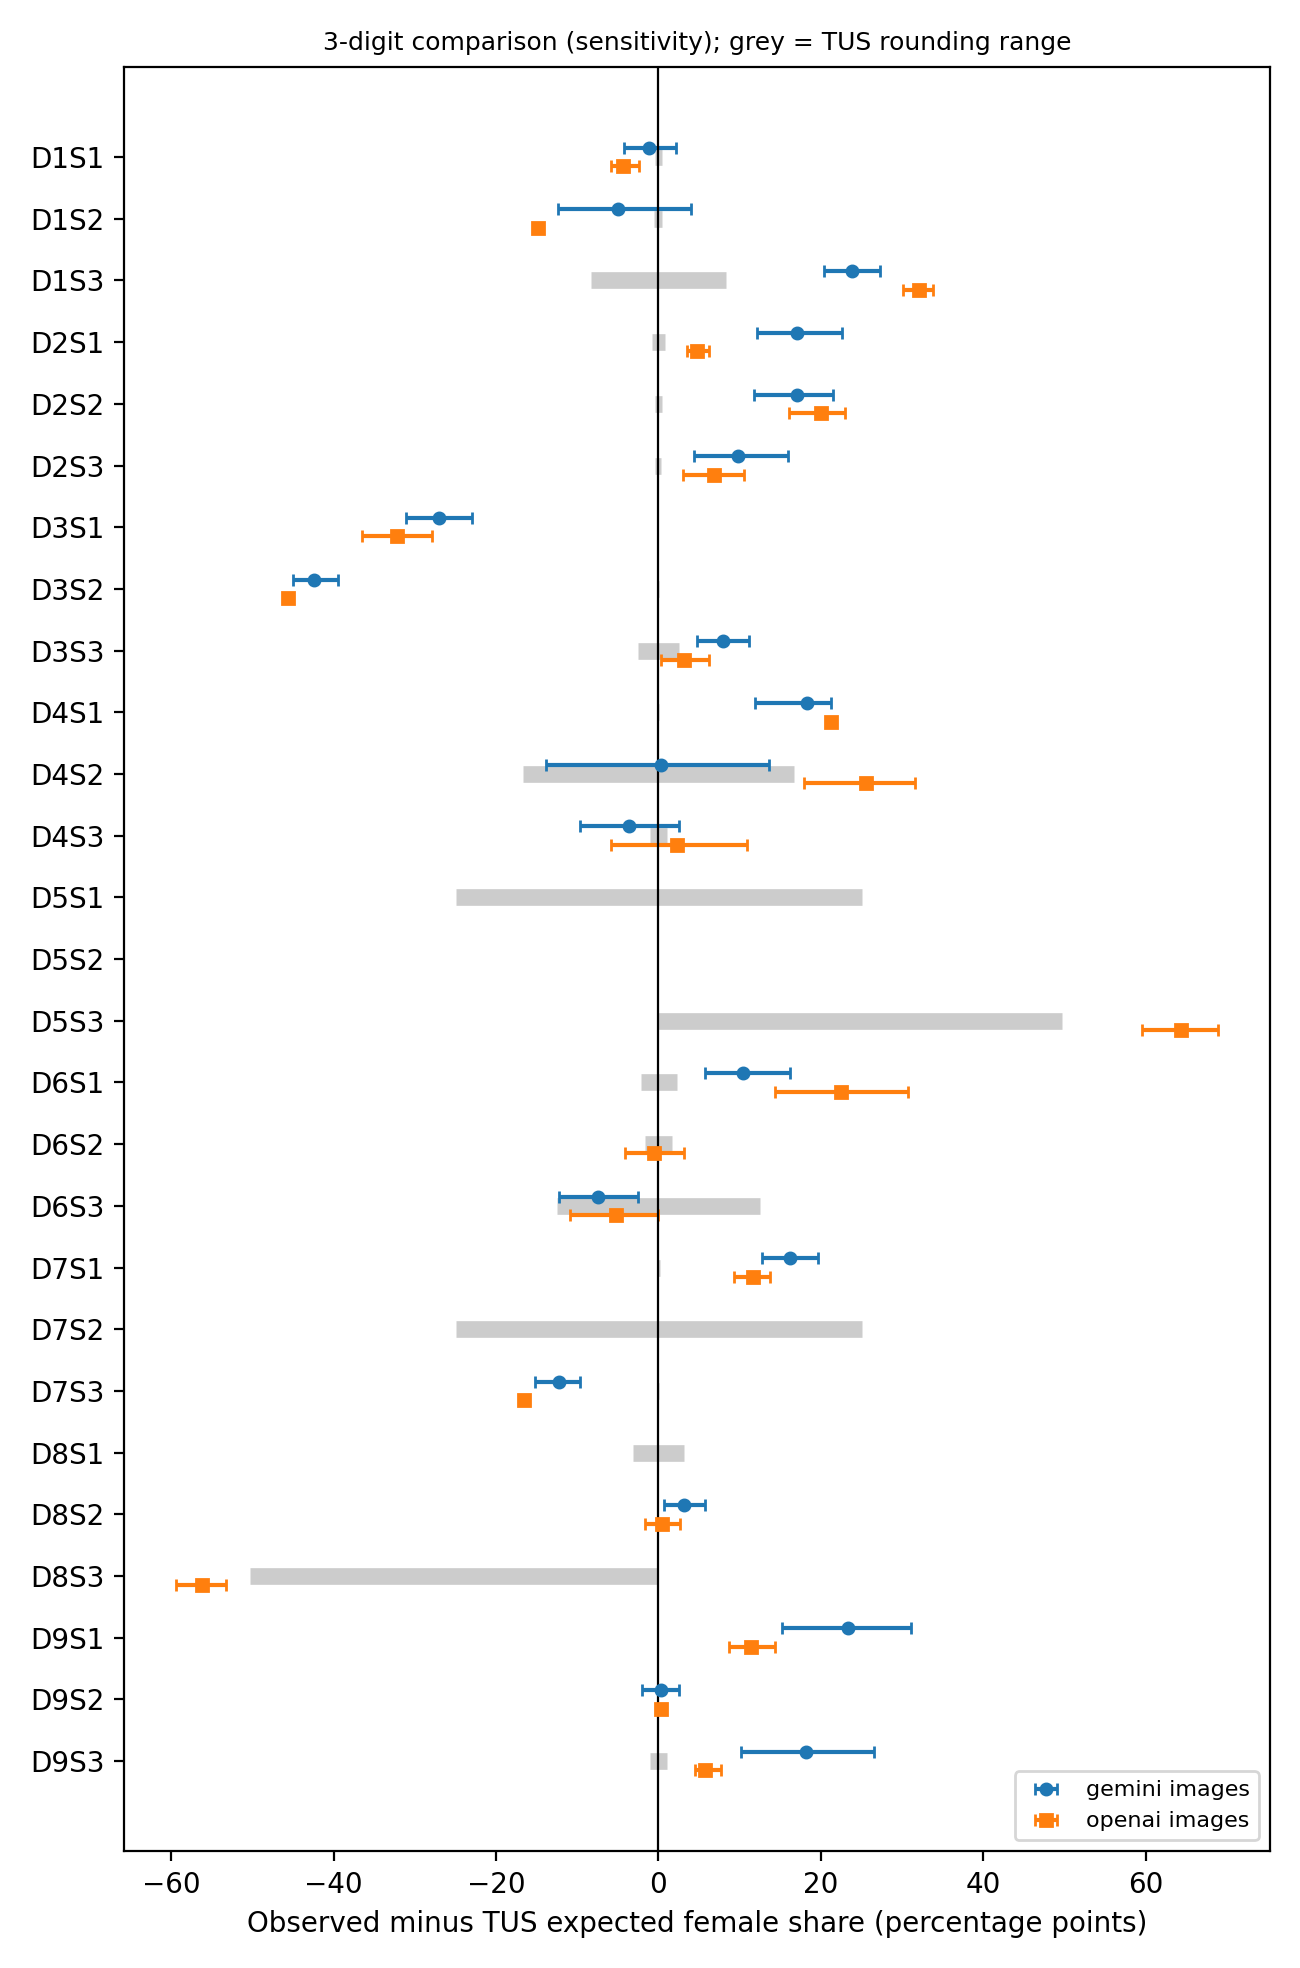 3-digit comparison (sensitivity); grey = TUS rounding range
D1S1
D1S2
D1S3
D2S1
D2S2
D2S3
D3S1
D3S2
D3S3
D4S1
D4S2
D4S3
D5S1
D5S2
D5S3
D6S1
D6S2
D6S3
D7S1
D7S2
D7S3
D8S1
D8S2
D8S3
D9S1
D9S2
D9S3
gemini images
openai images
−60 −40 −20 0 20 40 60
Observed minus TUS expected female share (percentage points)